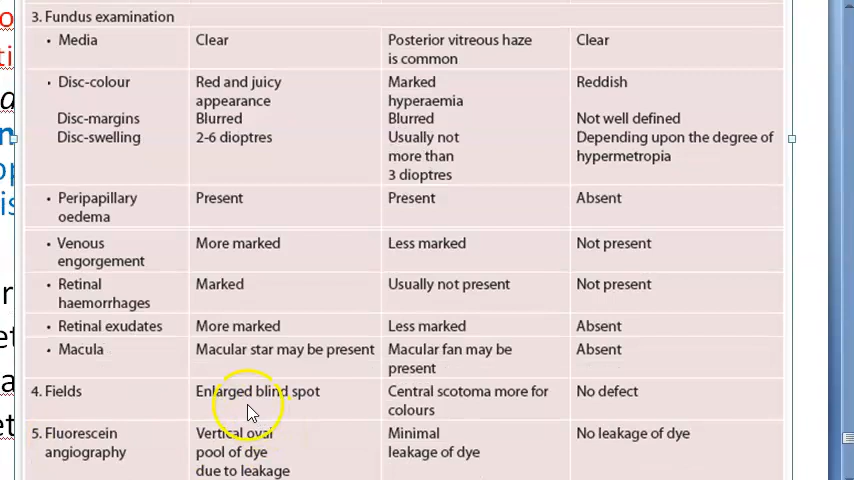 3. Fundus examination
• Media Clear Posterior vitreous haze Clear
is common
• Disc-colour Red and juicy Marked Reddish
appearance hyperaemia
Disc-margins Blurred Blurred Not well defined
Disc-swelling 2-6 dioptres Usually not Depending upon the degree of
more than hypermetropia
3 dioptres
• Peripapillary Present Present Absent
oedema
• Venous More marked Less marked Not present
engorgement
• Retinal Marked Usually not present Not present
haemorrhages
• Retinal exudates More marked Less marked Absent
• Macula Macular star may be present Macular fan may be Absent
present
4. Fields Enlarged blind spot Central scotoma more for No defect
colours
5. Fluorescein Vertical oval Minimal No leakage of dye
angiography pool of dye leakage of dye
due to leakage